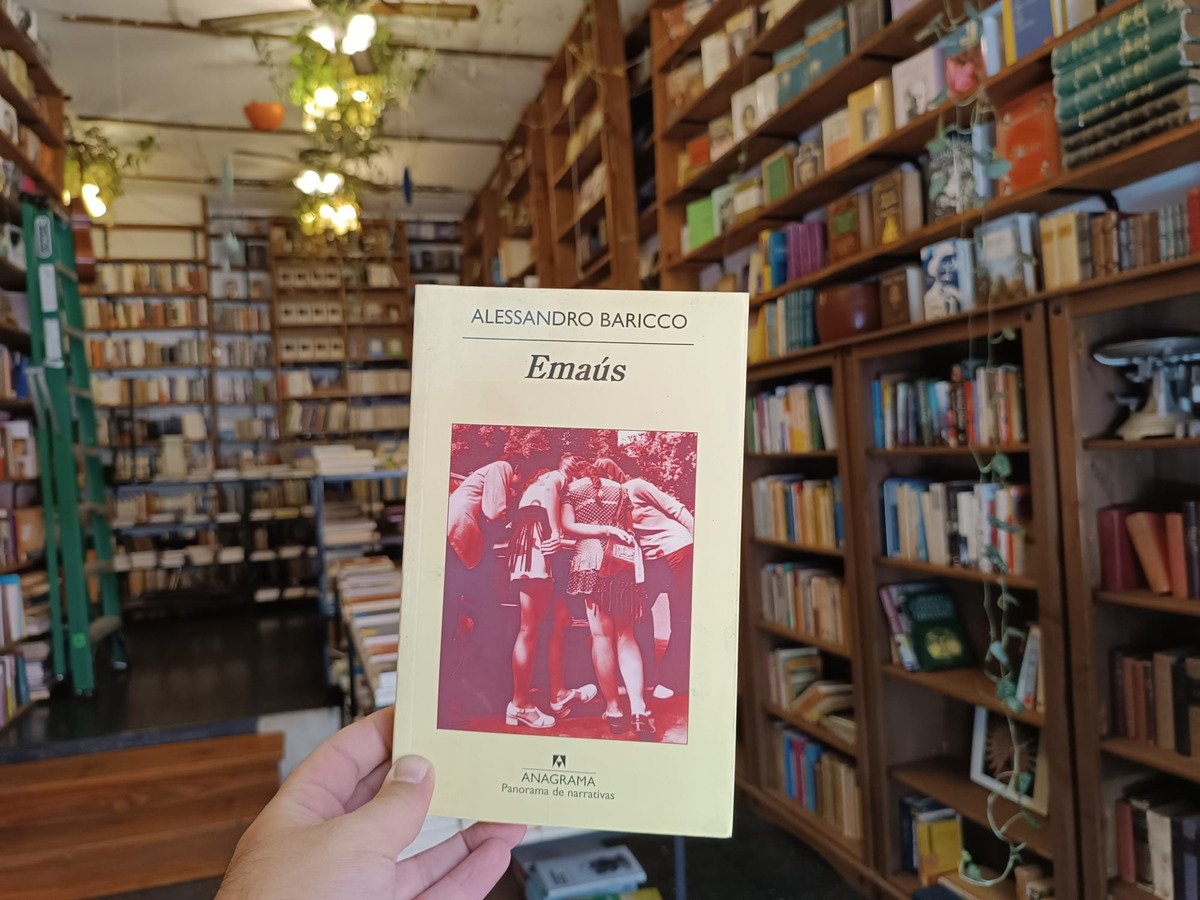 ALESSANDRO BARICCO
Emaús
ANAGRAMA
Panorama de narrativas